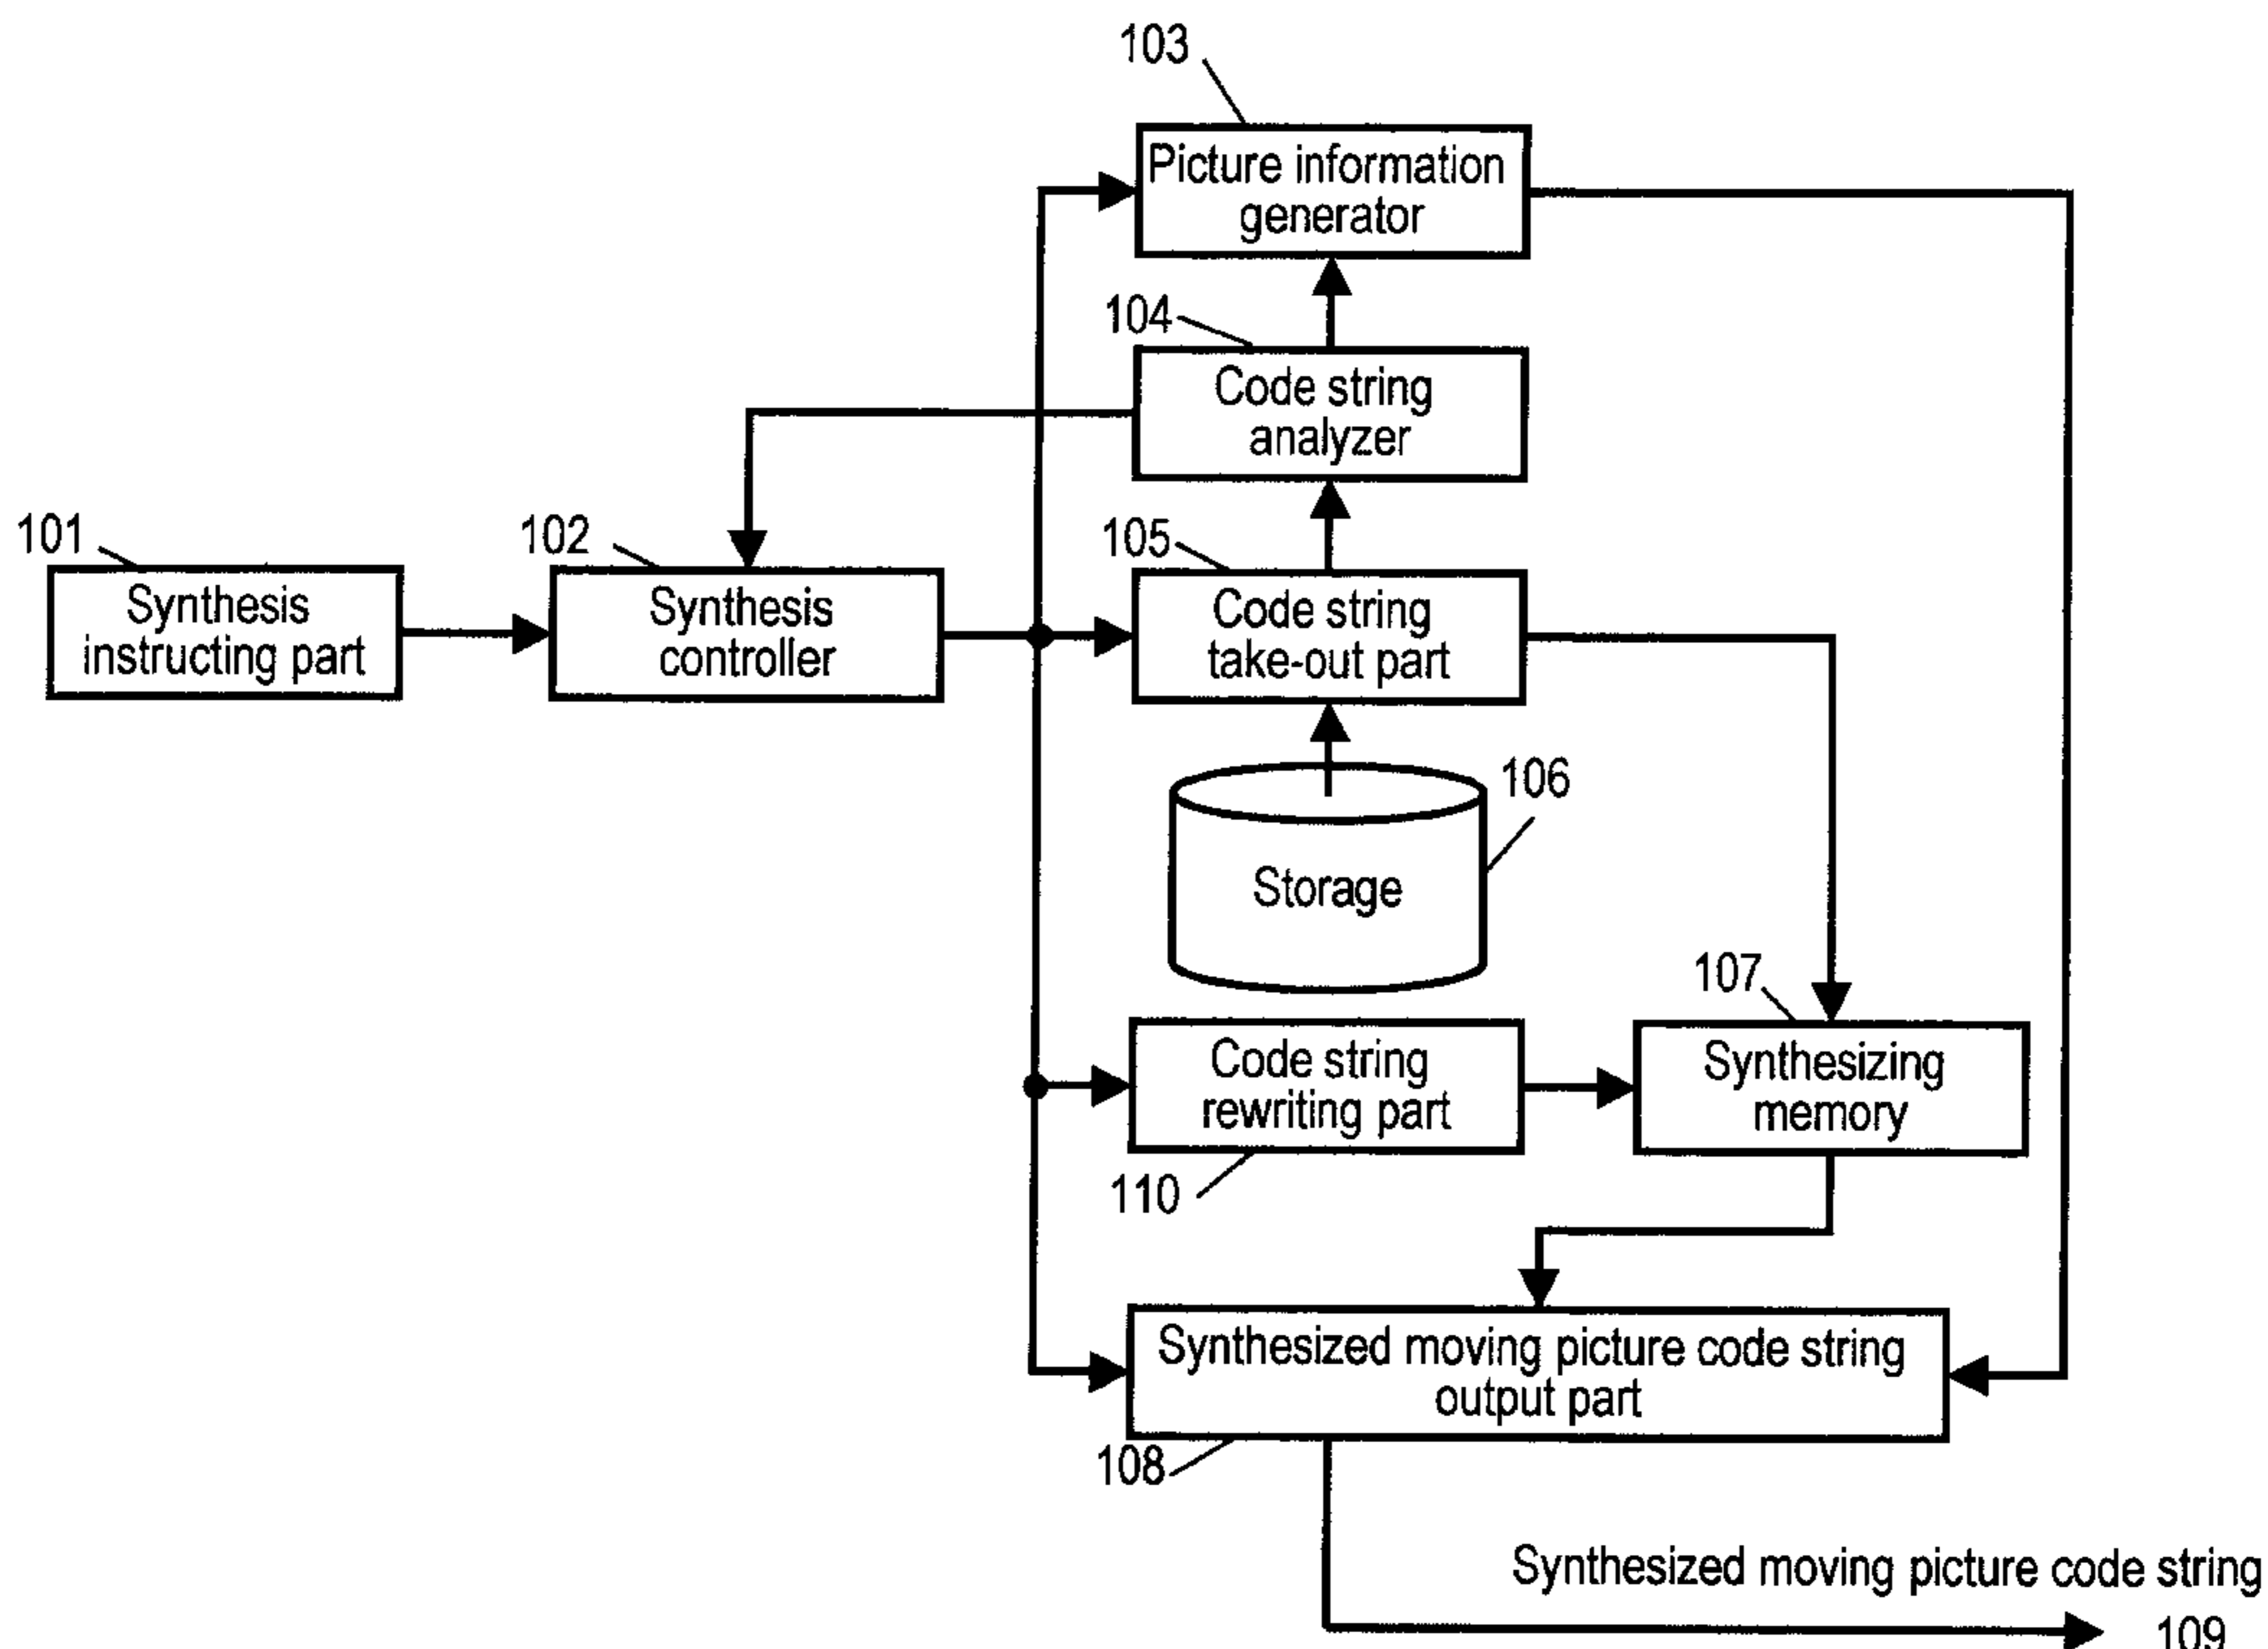 103
Picture information
generator
104
Code string
analyzer
101
Synthesis
instructing part
102
Synthesis
controller
105
Code string
take-out part
106
Storage
107
Synthesizing
memory
Code string
rewriting part
110
Synthesized moving picture code string
output part
108
Synthesized moving picture code string
109